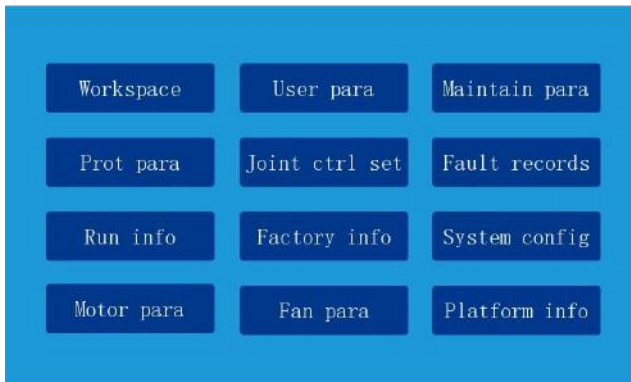 Workspace
User para
Maintain para
Prot para
Joint ctrl set
Fault records
Run info
Factory info
System config
Motor para
Fan para
Platform info